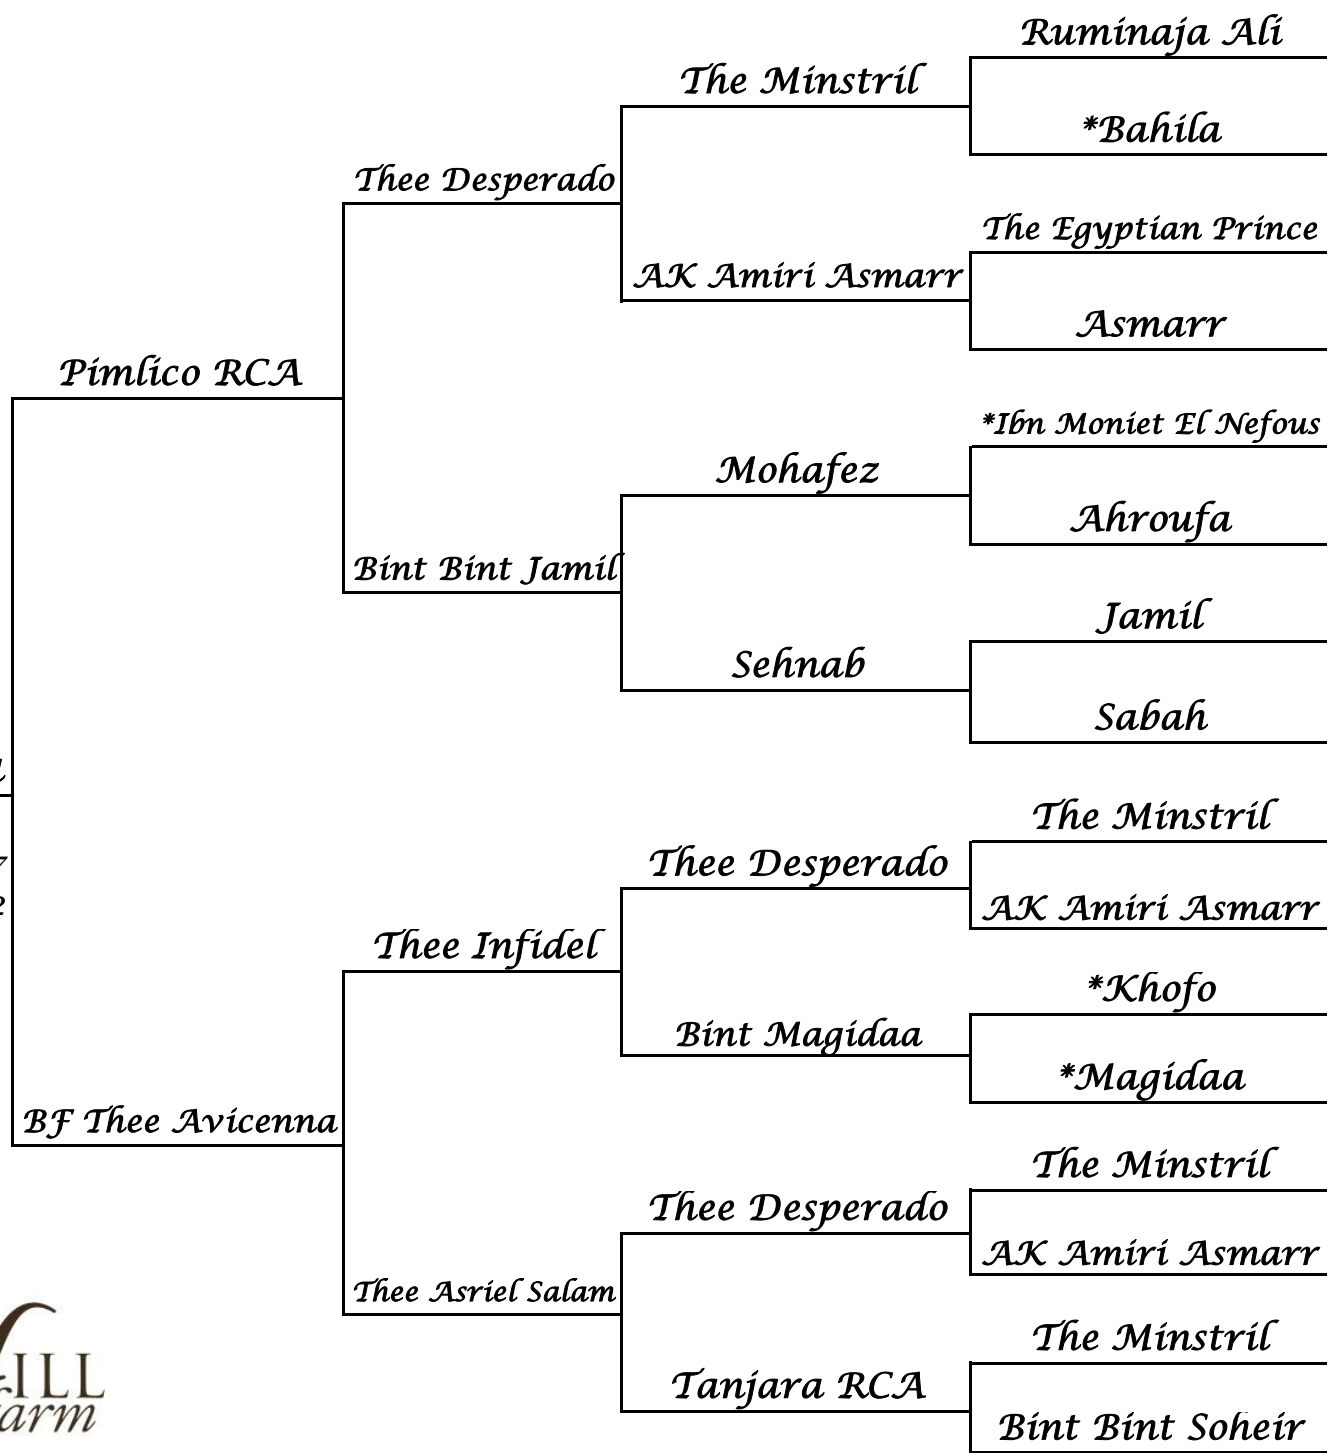 Ruminaja Ali
The Minstril
*Bahila
Thee Desperado
The Egyptian Prince
AK Amiri Asmarr
Asmarr
Pimlico RCA
*Ibn Moniet El Nefous
Mohafez
Ahroufa
Bint Bint Jamil
Jamil
Sehnab
Sabah
The Minstril
Thee Desperado
AK Amiri Asmarr
Thee Infidel
*Khofo
Bint Magidaa
*Magidaa
BF Thee Avicenna
The Minstril
Thee Desperado
AK Amiri Asmarr
Thee Asriel Salam
The Minstril
Tanjara RCA
Bint Bint Soheir
ILL
arm